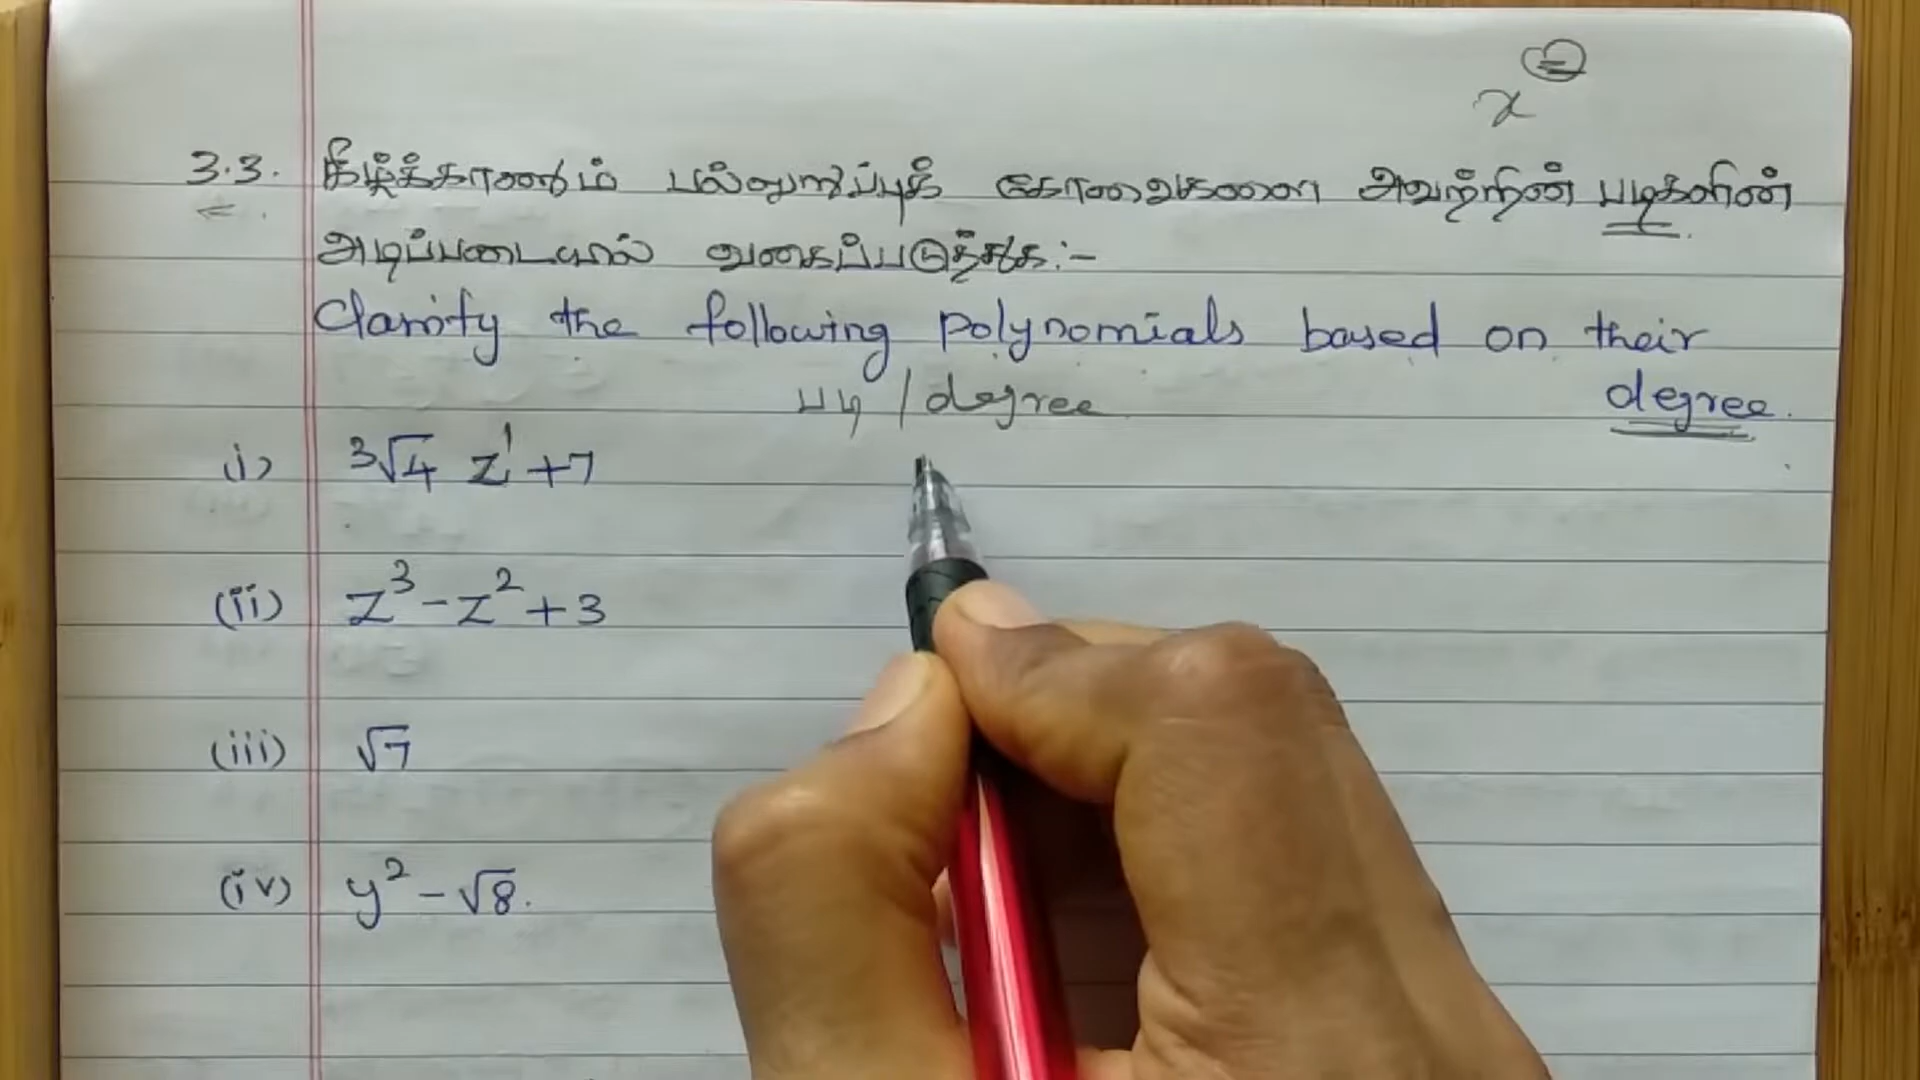 x
3.3. கீழ்க்காணும் பல்லுறுப்புக் கோவைகளை அவற்றின் படிகளின்
அடிப்படையில் வகைப்படுத்துக:-
Clarify the following polynomials based on their
degree.
படி / degree
(i) ³√4 z¹ + 7
(ii) z³ - z² + 3
(iii) √7
(iv) y² - √8.